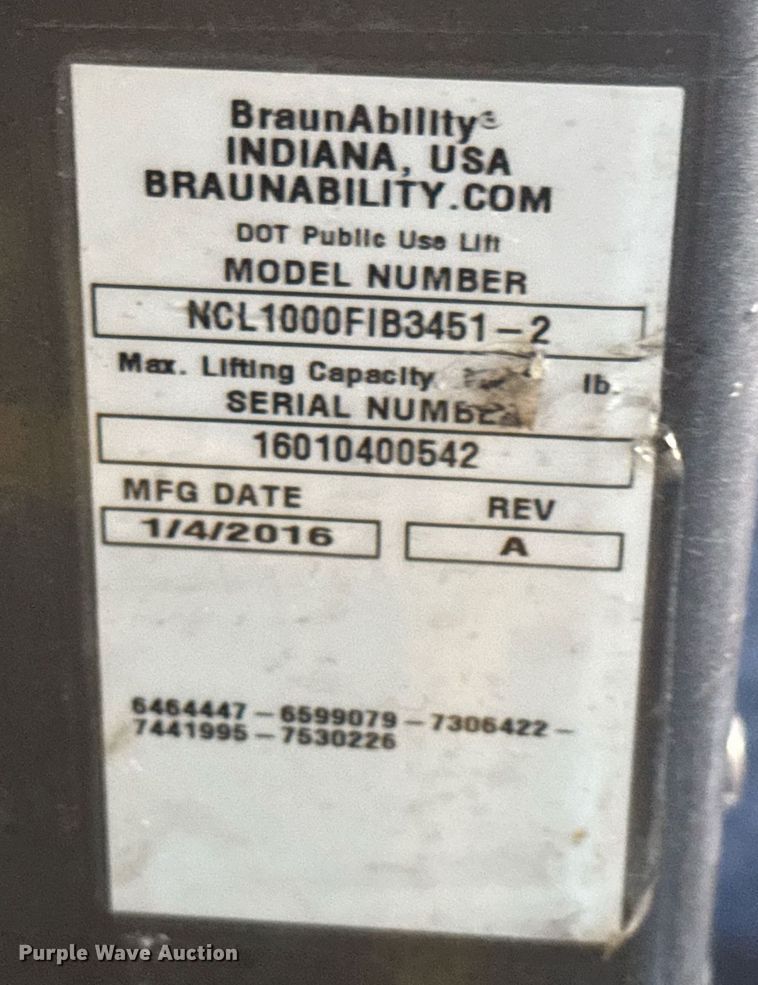 BraunAbility®
INDIANA, USA
BRAUNABILITY.COM
DOT Public Use Lift
MODEL NUMBER
NCL1000FIB3451-2
Max. Lifting Capacity lb.
SERIAL NUMBER
16010400542
MFG DATE REV
1/4/2016 A
6464447-6599079-7306422-
7441995-7530226
Purple Wave Auction